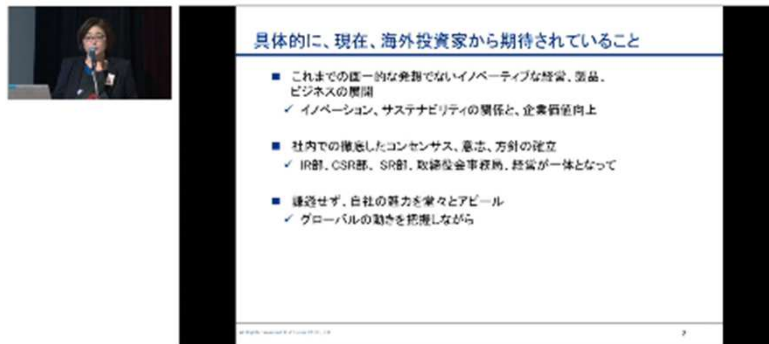 具体的に、現在、海外投資家から期待されていること
■ これまでの画一的な発想でないイノベーティブな経営、製品、
ビジネスの展開
✓ イノベーション、サステナビリティの関係と、企業価値向上
■ 社内での徹底したコンセンサス、意志、方針の確立
✓ IR部、CSR部、SR部、取締役会事務局、経営が一体となって
■ 謙遜せず、自社の魅力を堂々とアピール
✓ グローバルの動きを把握しながら